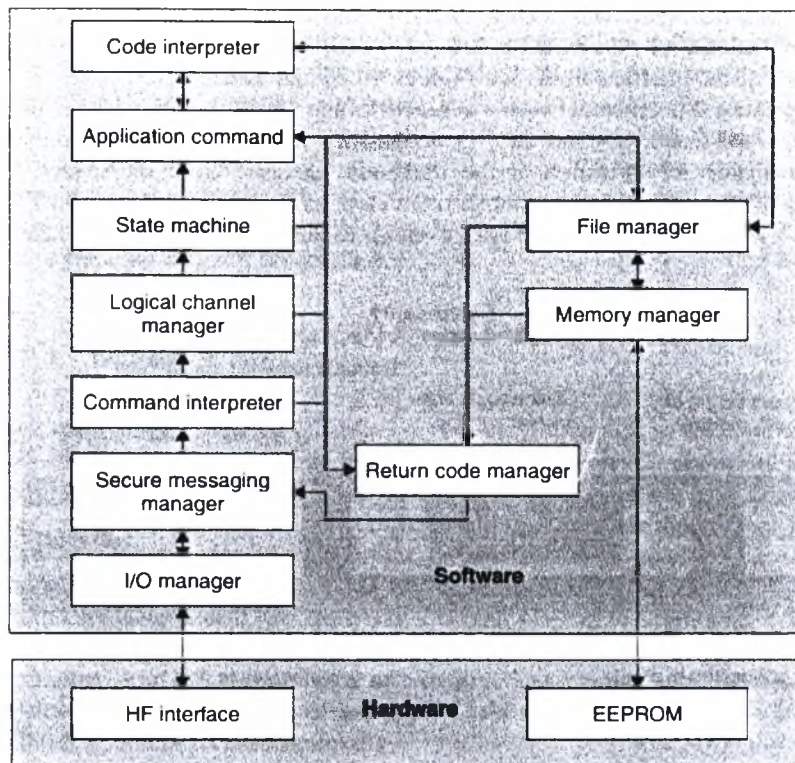 Code interpreter
Application command
State machine
File manager
Logical channel
manager
Memory manager
Command interpreter
Return code manager
Secure messaging
manager
I/O manager
Software
Hardware
HF interface
EEPROM